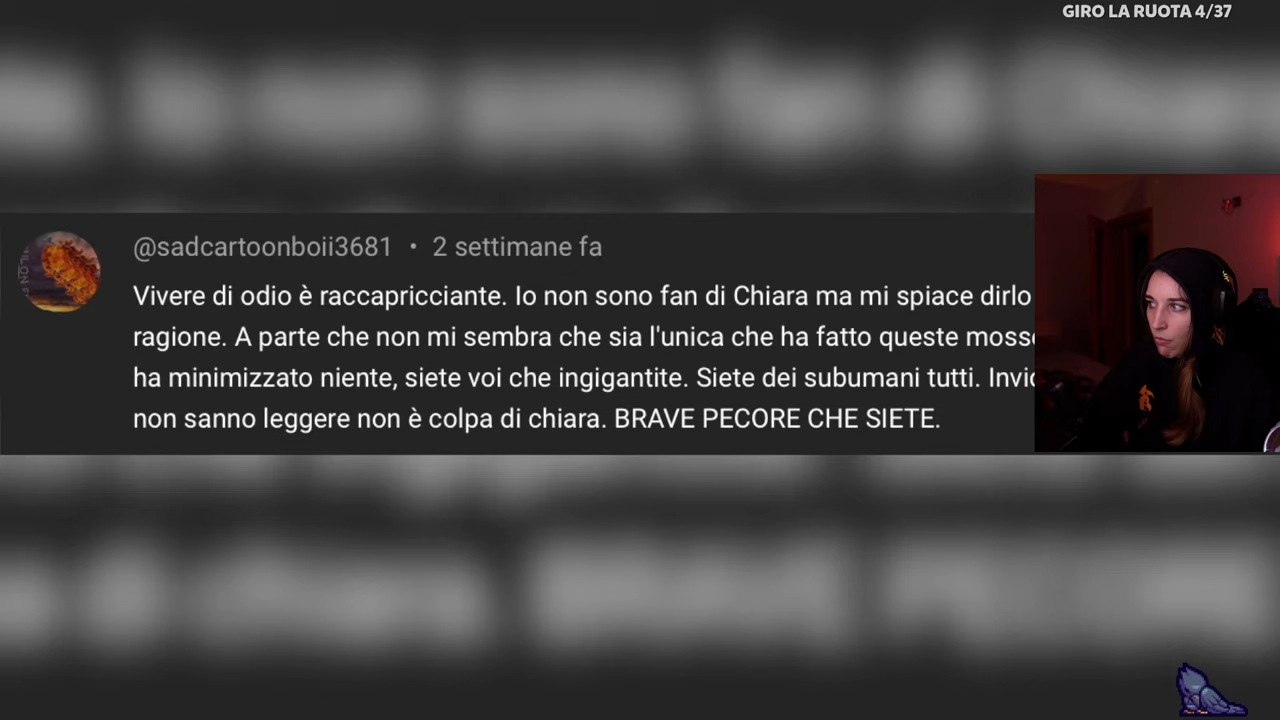 GIRO LA RUOTA 4/37
@sadcartoonboii3681 • 2 settimane fa
Vivere di odio è raccapricciante. Io non sono fan di Chiara ma mi spiace dirlo
ragione. A parte che non mi sembra che sia l'unica che ha fatto queste
ha minimizzato niente, siete voi che ingigantite. Siete dei subumani tutti.
non sanno leggere non è colpa di chiara. BRAVE PECORE CHE SIETE.